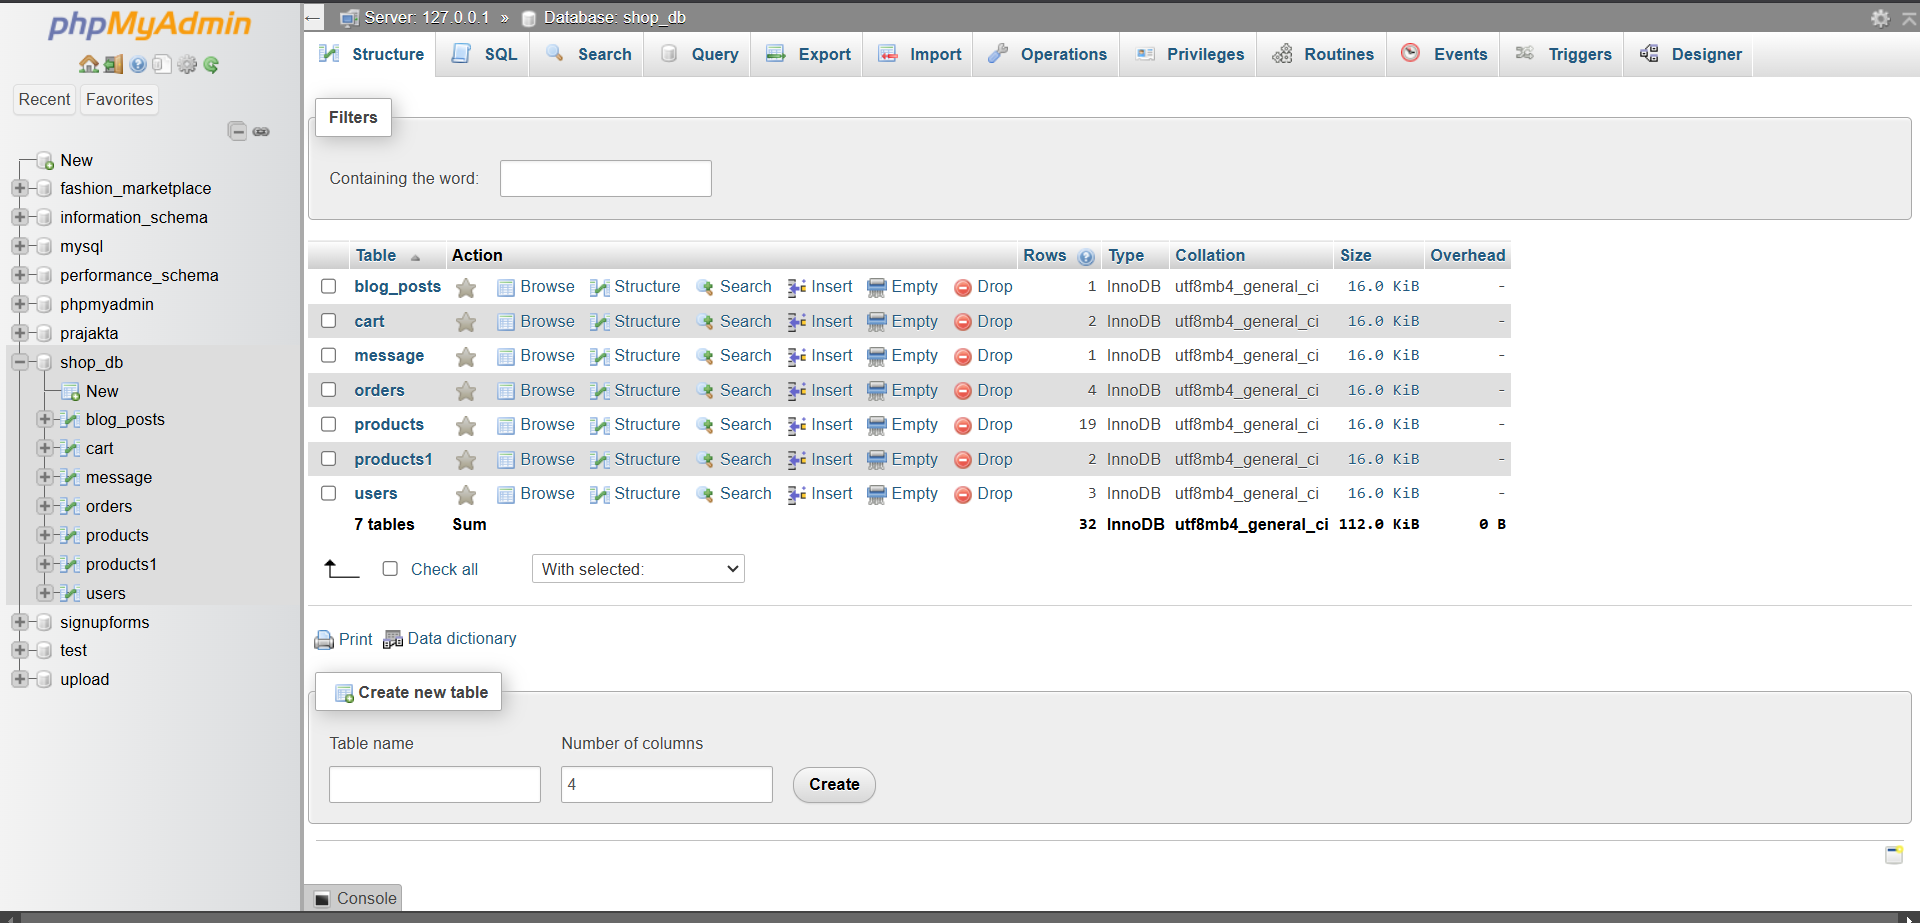 phpMyAdmin
Recent Favorites
New
fashion_marketplace
information_schema
mysql
performance_schema
phpmyadmin
prajakta
shop_db
New
blog_posts
cart
message
orders
products
products1
users
signupforms
test
upload
Server: 127.0.0.1 » Database: shop_db
Structure SQL Search Query Export Import Operations Privileges Routines Events Triggers Designer
Filters
Containing the word:
Table Action Rows Type Collation Size Overhead
blog_posts Browse Structure Search Insert Empty Drop 1 InnoDB utf8mb4_general_ci 16.0 KiB -
cart Browse Structure Search Insert Empty Drop 2 InnoDB utf8mb4_general_ci 16.0 KiB -
message Browse Structure Search Insert Empty Drop 1 InnoDB utf8mb4_general_ci 16.0 KiB -
orders Browse Structure Search Insert Empty Drop 4 InnoDB utf8mb4_general_ci 16.0 KiB -
products Browse Structure Search Insert Empty Drop 19 InnoDB utf8mb4_general_ci 16.0 KiB -
products1 Browse Structure Search Insert Empty Drop 2 InnoDB utf8mb4_general_ci 16.0 KiB -
users Browse Structure Search Insert Empty Drop 3 InnoDB utf8mb4_general_ci 16.0 KiB -
7 tables Sum 32 InnoDB utf8mb4_general_ci 112.0 KiB 0 B
Check all With selected:
Print Data dictionary
Create new table
Table name Number of columns
4 Create
Console